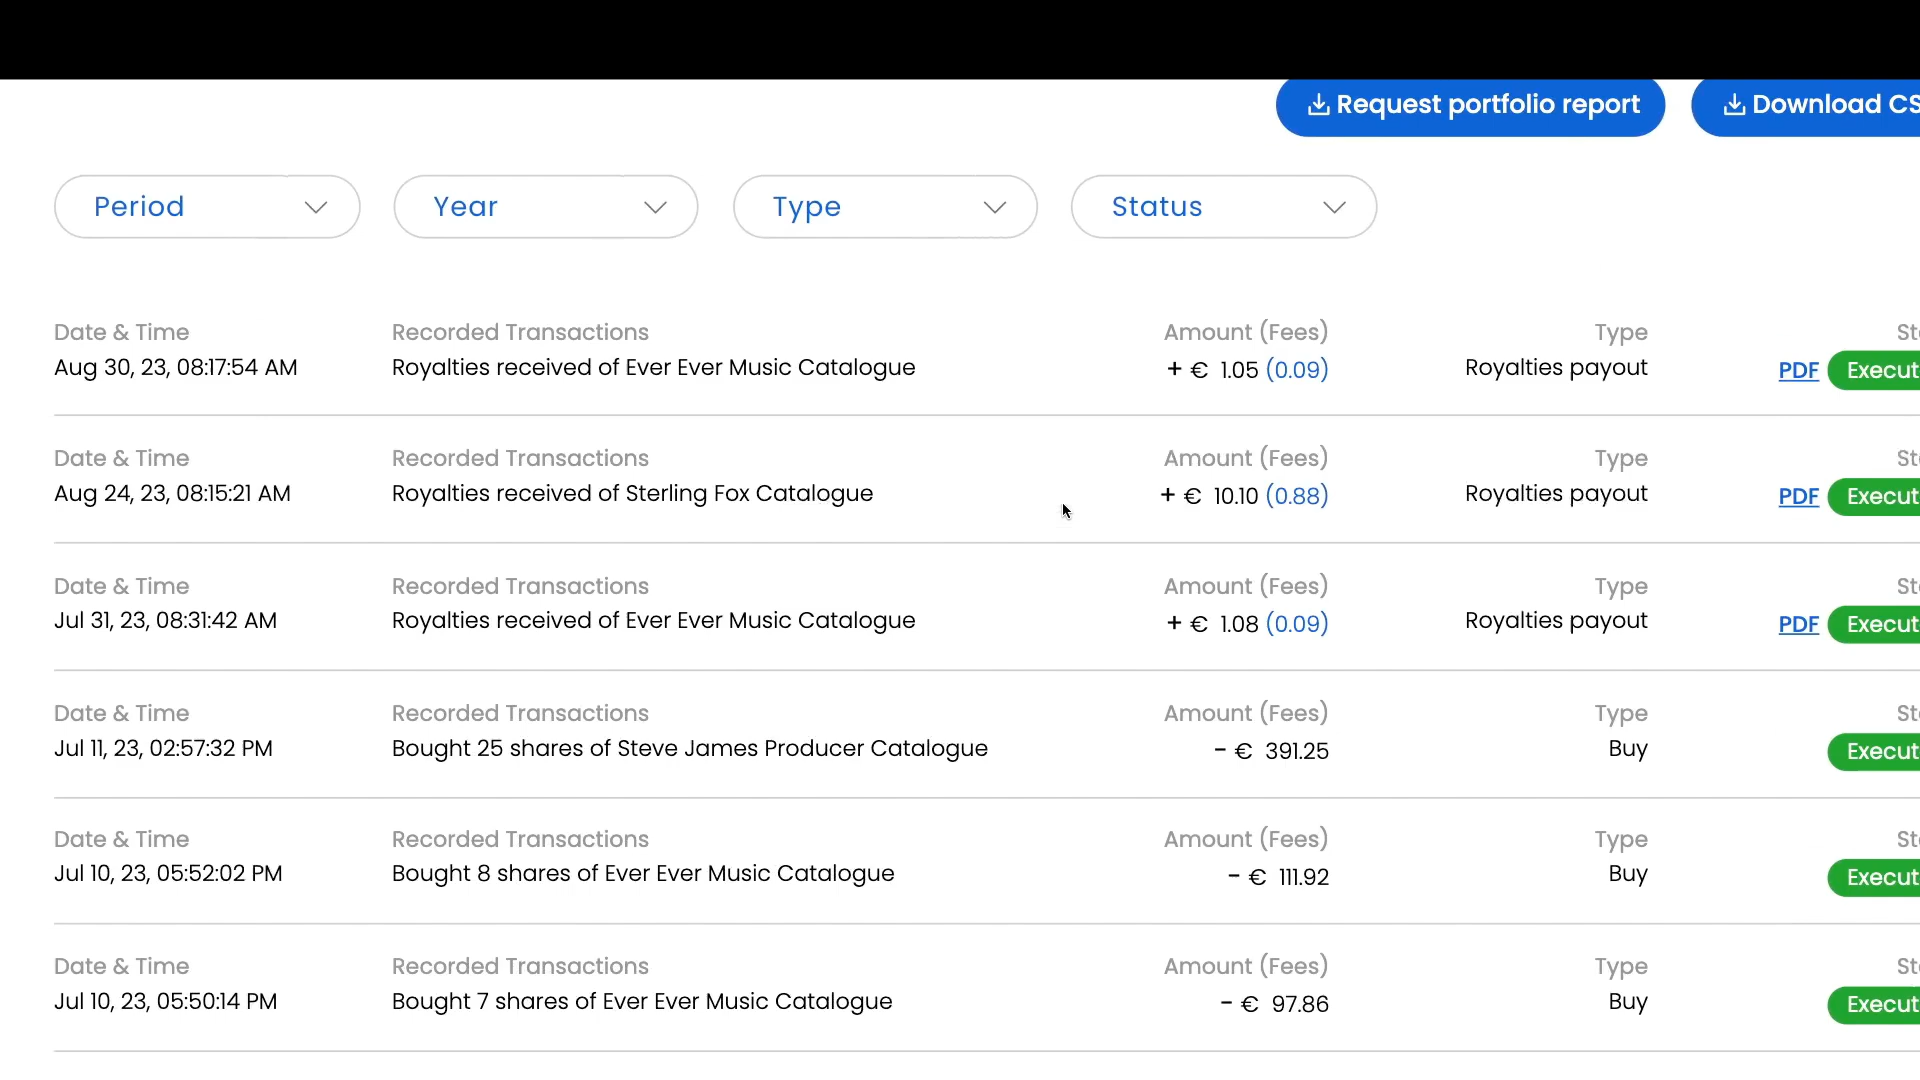 Request portfolio report Download CS
Period Year Type Status
Date & Time Recorded Transactions Amount (Fees) Type St
Aug 30, 23, 08:17:54 AM Royalties received of Ever Ever Music Catalogue + € 1.05 (0.09) Royalties payout PDF Execut
Date & Time Recorded Transactions Amount (Fees) Type St
Aug 24, 23, 08:15:21 AM Royalties received of Sterling Fox Catalogue + € 10.10 (0.88) Royalties payout PDF Execut
Date & Time Recorded Transactions Amount (Fees) Type St
Jul 31, 23, 08:31:42 AM Royalties received of Ever Ever Music Catalogue + € 1.08 (0.09) Royalties payout PDF Execut
Date & Time Recorded Transactions Amount (Fees) Type St
Jul 11, 23, 02:57:32 PM Bought 25 shares of Steve James Producer Catalogue - € 391.25 Buy Execut
Date & Time Recorded Transactions Amount (Fees) Type St
Jul 10, 23, 05:52:02 PM Bought 8 shares of Ever Ever Music Catalogue - € 111.92 Buy Execut
Date & Time Recorded Transactions Amount (Fees) Type St
Jul 10, 23, 05:50:14 PM Bought 7 shares of Ever Ever Music Catalogue - € 97.86 Buy Execut